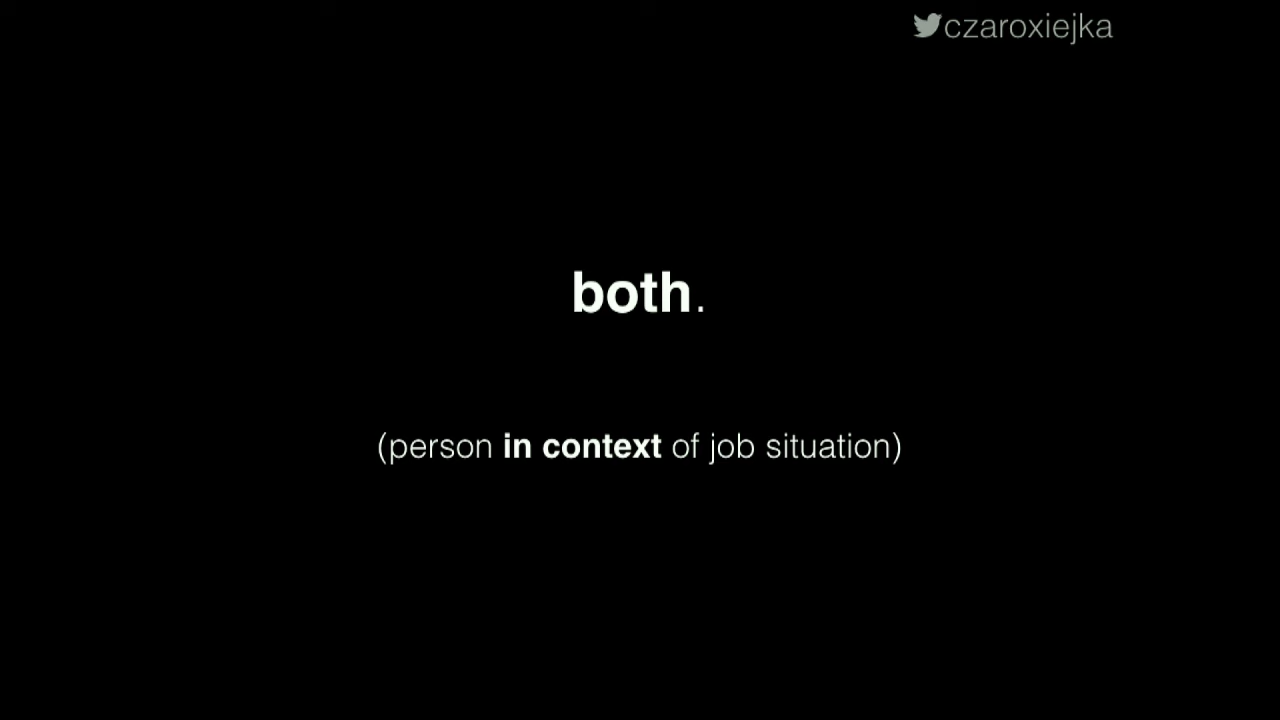 czaroxiejka
both.
(person in context of job situation)